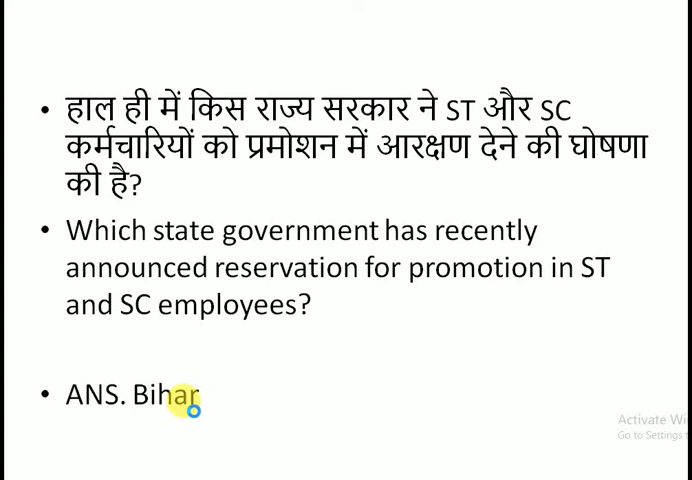 • हाल ही में किस राज्य सरकार ने ST और SC
कर्मचारियों को प्रमोशन में आरक्षण देने की घोषणा
की है?
• Which state government has recently
announced reservation for promotion in ST
and SC employees?
• ANS. Bihar
Activate Wi
Go to Settings